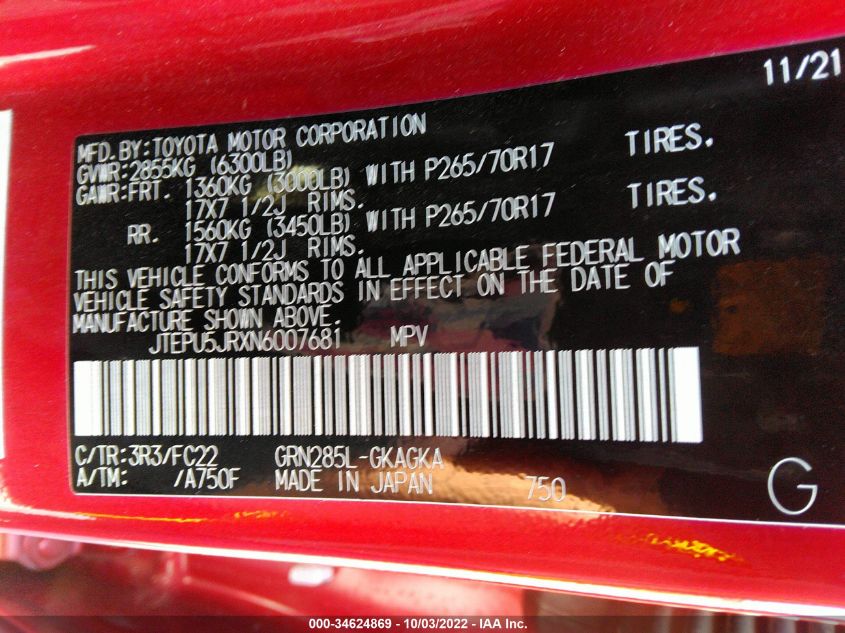 11/21
MFD.BY:TOYOTA MOTOR CORPORATION
GVWR:2855KG (6300LB)
GAWR:FRT. 1360KG (3000LB) WITH P265/70R17 TIRES.
17X7 1/2J RIMS.
RR. 1560KG (3450LB) WITH P265/70R17 TIRES.
17X7 1/2J RIMS.
THIS VEHICLE CONFORMS TO ALL APPLICABLE FEDERAL MOTOR
VEHICLE SAFETY STANDARDS IN EFFECT ON THE DATE OF
MANUFACTURE SHOWN ABOVE.
JTEPU5JRXN6007681 MPV
C/TR:3R3/FC22 GRN285L-GKAGKA
A/TM: /A750F MADE IN JAPAN 750
G
000-34624869 - 10/03/2022 - IAA Inc.